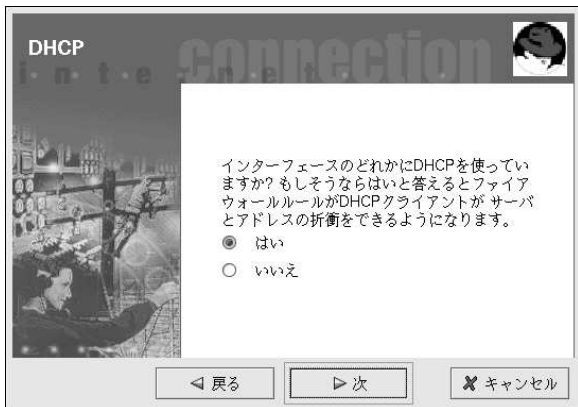 DHCP
connection
internet
インターフェースのどれかにDHCPを使ってい
ますか? もしそうならはいと答えるとファイア
ウォールルールがDHCPクライアントが サーバ
とアドレスの折衝をできるようになります。
はい
いいえ
戻る
次
キャンセル